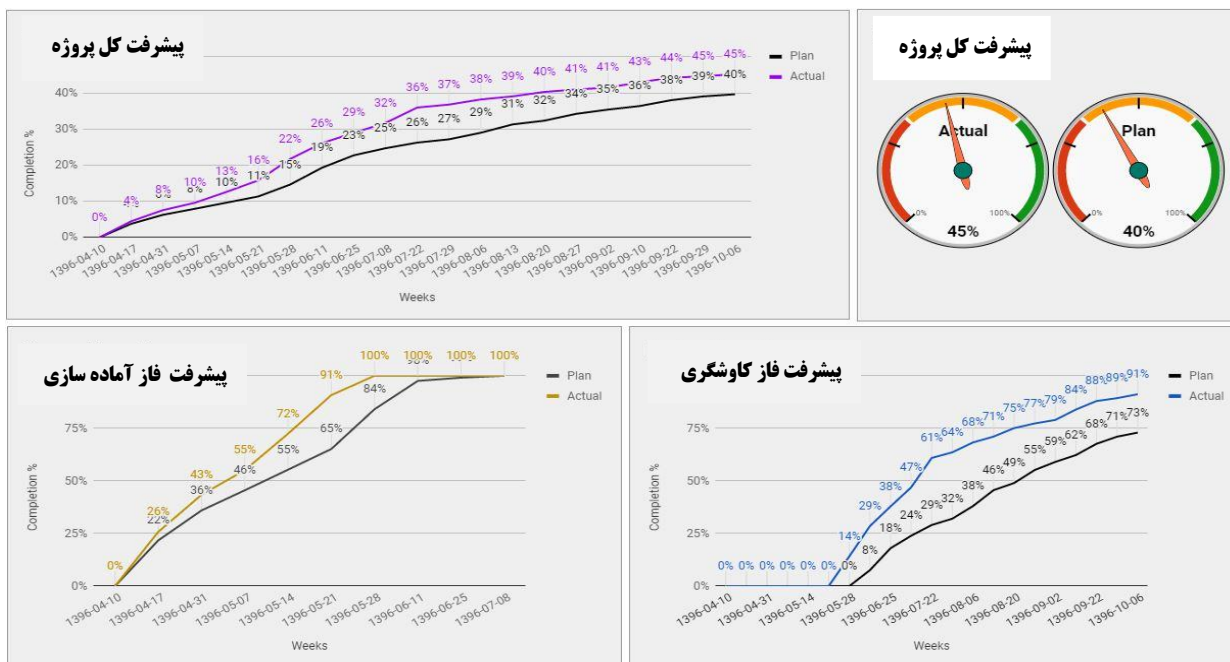 پیشرفت کل پروژه
Plan
Actual
Completion %
0% 4% 8% 10% 13% 16% 22% 26% 29% 32% 36% 37% 38% 39% 40% 41% 41% 43% 44% 45% 45%
8% 10% 11% 15% 19% 23% 25% 26% 27% 29% 31% 32% 34% 35% 36% 38% 39% 40%
40%
30%
20%
10%
0%
1396-04-10 1396-04-17 1396-04-31 1396-05-07 1396-05-14 1396-05-21 1396-05-28 1396-06-11 1396-06-25 1396-07-08 1396-07-22 1396-07-29 1396-08-06 1396-08-13 1396-08-20 1396-08-27 1396-09-02 1396-09-10 1396-09-22 1396-09-29 1396-10-06
Weeks
پیشرفت کل پروژه
Actual
0% 100%
45%
Plan
0% 100%
40%
پیشرفت فاز آماده سازی
Plan
Actual
Completion %
0% 26% 43% 55% 72% 91% 100% 100% 100% 100%
22% 36% 46% 55% 65% 84%
75%
50%
25%
0%
1396-04-10 1396-04-17 1396-04-31 1396-05-07 1396-05-14 1396-05-21 1396-05-28 1396-06-11 1396-06-25 1396-07-08
Weeks
پیشرفت فاز کاوشگری
Plan
Actual
Completion %
0% 0% 0% 0% 0% 0% 14% 29% 38% 47% 61% 64% 68% 71% 75% 77% 79% 84% 88% 89% 91%
0% 8% 18% 24% 29% 32% 38% 46% 49% 55% 59% 62% 68% 71% 73%
75%
50%
25%
0%
1396-04-10 1396-04-31 1396-05-14 1396-05-28 1396-06-25 1396-07-22 1396-08-06 1396-08-20 1396-09-02 1396-09-22 1396-10-06
Weeks